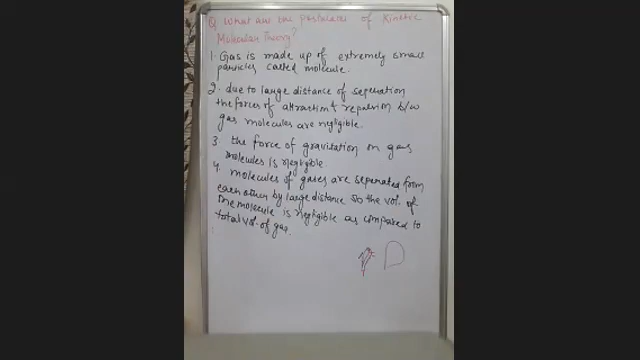 Q What are the postulates of Kinetic
Molecular Theory?
1. Gas is made up of extremely small
particles called molecule.
2. due to large distance of seperation
the forces of attraction & repulsion b/w
gas molecules are negligible.
3 the force of gravitation on gas
molecules is negligible
4. molecules of gases are seperated from
each other by large distance so the vol. of
the molecule is negligible as compared to
total vol. of gas.